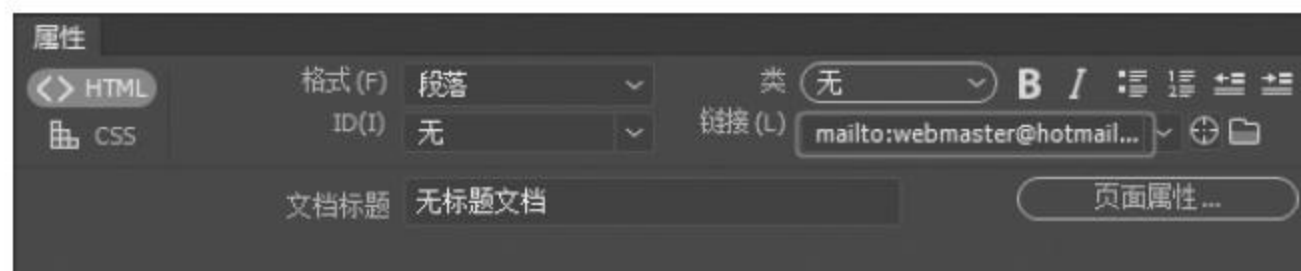 属性
HTML 格式(F) 段落 类 无 B I
CSS ID(I) 无 链接(L) mailto:webmaster@hotmail...
文档标题 无标题文档 页面属性...